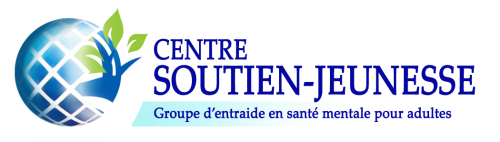 CENTRE
SOUTIEN-JEUNESSE
Groupe d'entraide en santé mentale pour adultes